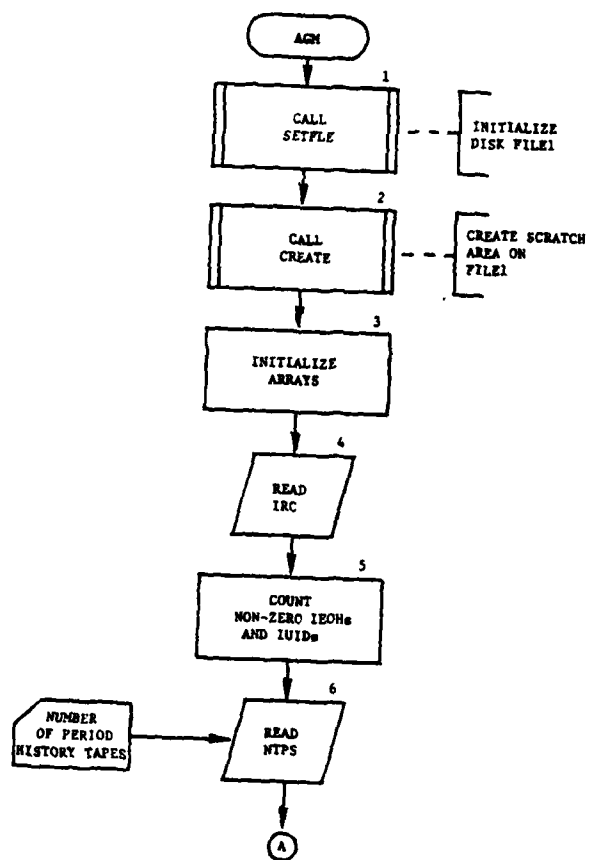 AGM
1
CALL
SETFLE
INITIALIZE
DISK FILE1
2
CALL
CREATE
CREATE SCRATCH
AREA ON
FILE1
3
INITIALIZE
ARRAYS
4
READ
IRC
5
COUNT
NON-ZERO IEOHs
AND IUIDs
6
NUMBER
OF PERIOD
HISTORY TAPES
READ
NTPS
A